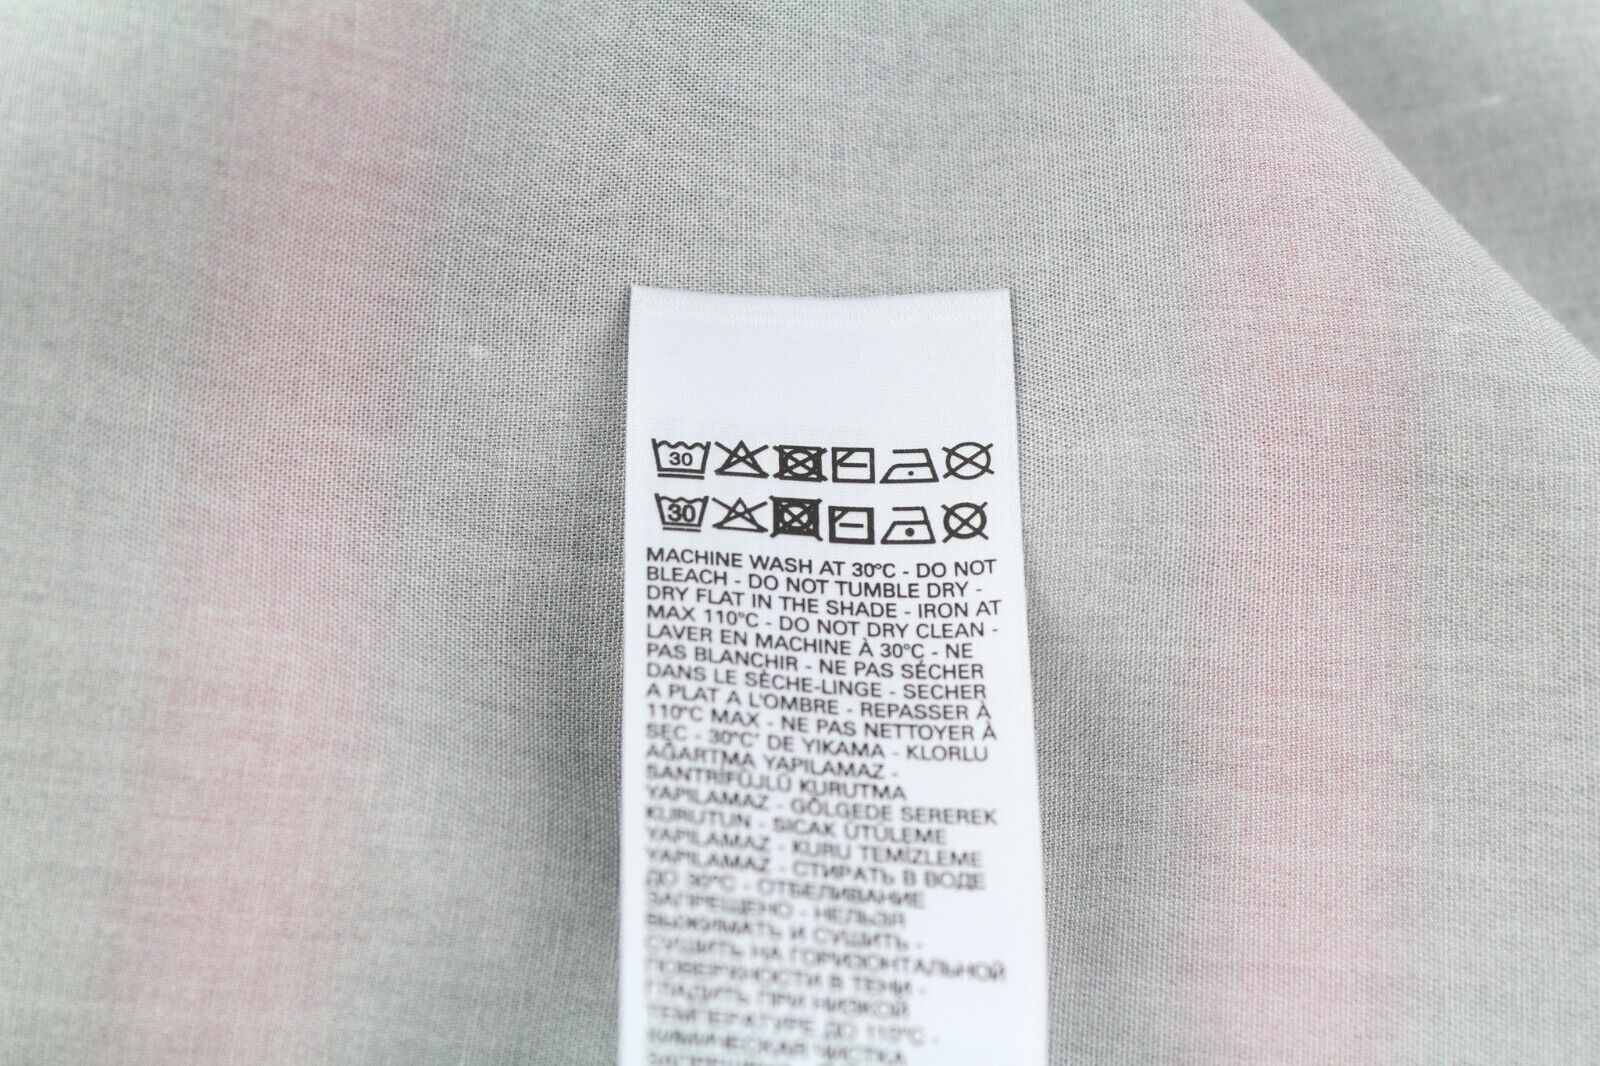 30
30
MACHINE WASH AT 30°C - DO NOT
BLEACH - DO NOT TUMBLE DRY -
DRY FLAT IN THE SHADE - IRON AT
MAX 110°C - DO NOT DRY CLEAN -
LAVER EN MACHINE À 30°C - NE
PAS BLANCHIR - NE PAS SÉCHER
DANS LE SÈCHE-LINGE - SECHER
A PLAT A L'OMBRE - REPASSER À
110°C MAX - NE PAS NETTOYER À
SEC - 30°C' DE YIKAMA - KLORLU
AĞARTMA YAPILAMAZ -
SANTRİFÜJLÜ KURUTMA
YAPILAMAZ - GÖLGEDE SEREREK
KURUTUN - SICAK ÜTÜLEME
YAPILAMAZ - KURU TEMİZLEME
YAPILAMAZ - СТИРАТЬ В ВОДЕ
ДО 30°C - ОТБЕЛИВАНИЕ
ЗАПРЕЩЕНО - НЕЛЬЗЯ
ВЫЖИМАТЬ И СУШИТЬ -
СУШИТЬ НА ГОРИЗОНТАЛЬНОЙ
ПОВЕРХНОСТИ В ТЕНИ -
ГЛАДИТЬ ПРИ НИЗКОЙ
ТЕМПЕРАТУРЕ ДО 110°C -
ХИМИЧЕСКАЯ ЧИСТКА